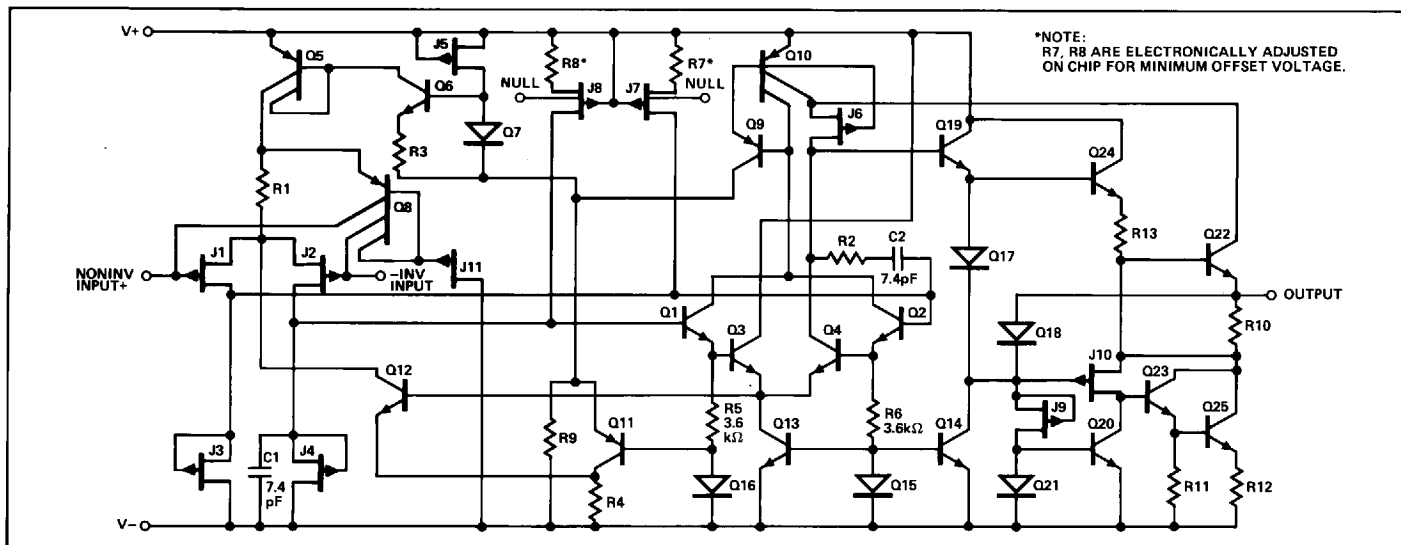 V+
*NOTE:
R7, R8 ARE ELECTRONICALLY ADJUSTED
ON CHIP FOR MINIMUM OFFSET VOLTAGE.
J5
Q5
R8*
R7*
Q10
NULL
J8
J7
NULL
Q6
J6
Q7
Q9
Q19
R3
Q24
R1
Q8
R13
J1
J2
R2
C2
7.4pF
Q22
NONINV
INPUT+
-INV
INPUT
J11
Q17
OUTPUT
Q1
Q3
Q4
Q2
Q18
R10
J10
Q12
Q23
R5
3.6
kΩ
R6
3.6kΩ
J9
Q20
Q25
R9
Q11
Q13
Q14
J3
C1
7.4
pF
J4
Q16
Q15
Q21
R4
R11
R12
V-